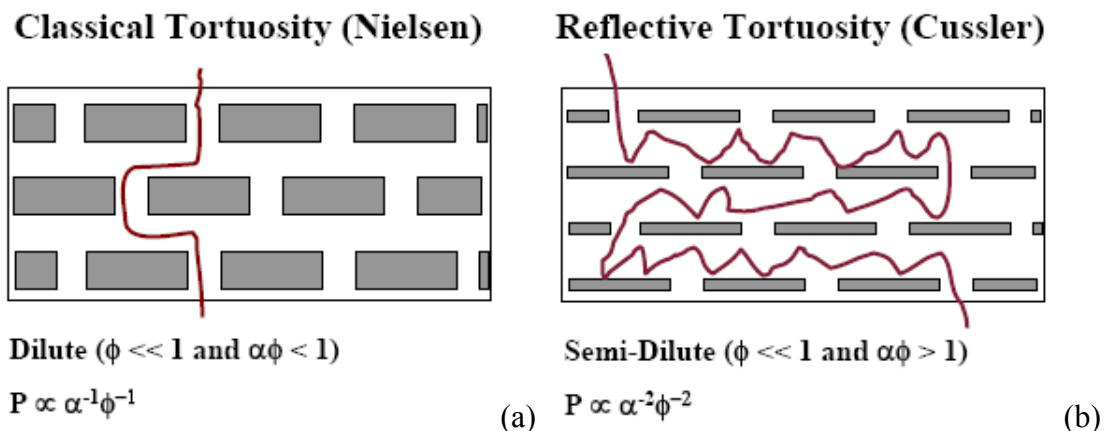 Classical Tortuosity (Nielsen)
Dilute (ϕ << 1 and αϕ < 1)
P ∝ α⁻¹ϕ⁻¹
(a)
Reflective Tortuosity (Cussler)
Semi-Dilute (ϕ << 1 and αϕ > 1)
P ∝ α⁻²ϕ⁻²
(b)